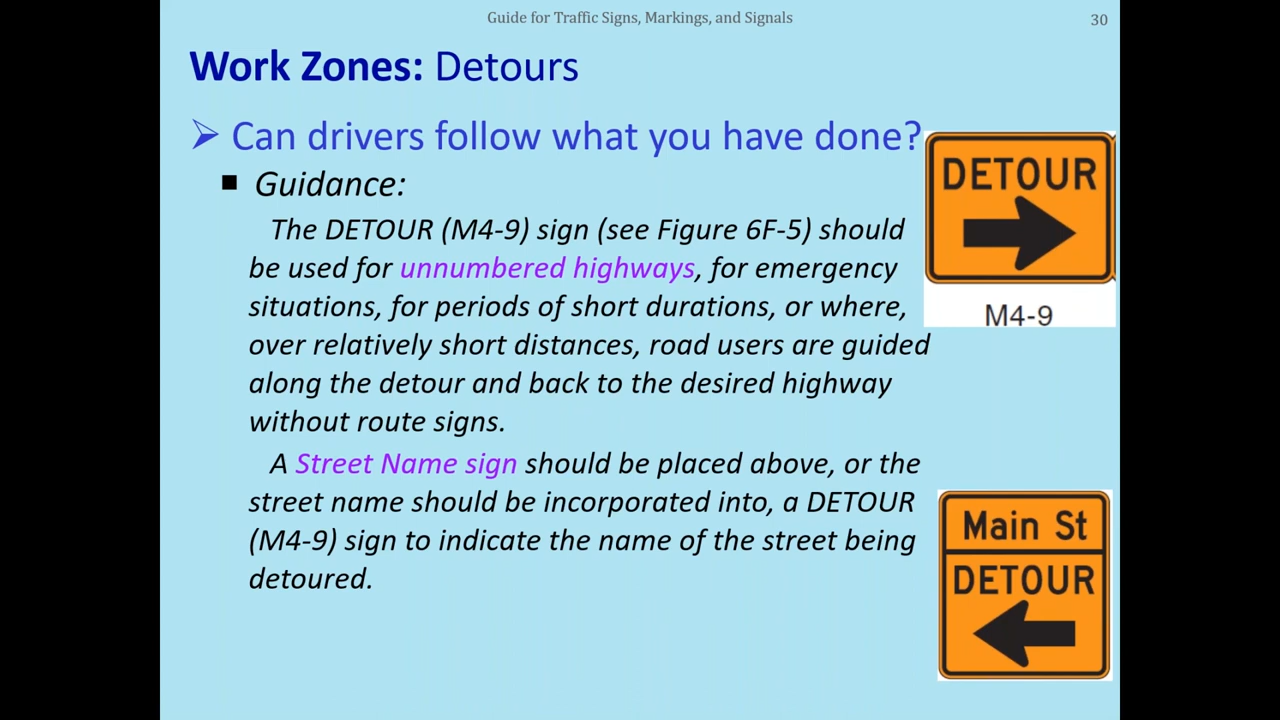 Guide for Traffic Signs, Markings, and Signals
30
Work Zones: Detours
Can drivers follow what you have done?
Guidance:
The DETOUR (M4-9) sign (see Figure 6F-5) should
be used for unnumbered highways, for emergency
situations, for periods of short durations, or where,
over relatively short distances, road users are guided
along the detour and back to the desired highway
without route signs.
A Street Name sign should be placed above, or the
street name should be incorporated into, a DETOUR
(M4-9) sign to indicate the name of the street being
detoured.
DETOUR
M4-9
Main St
DETOUR